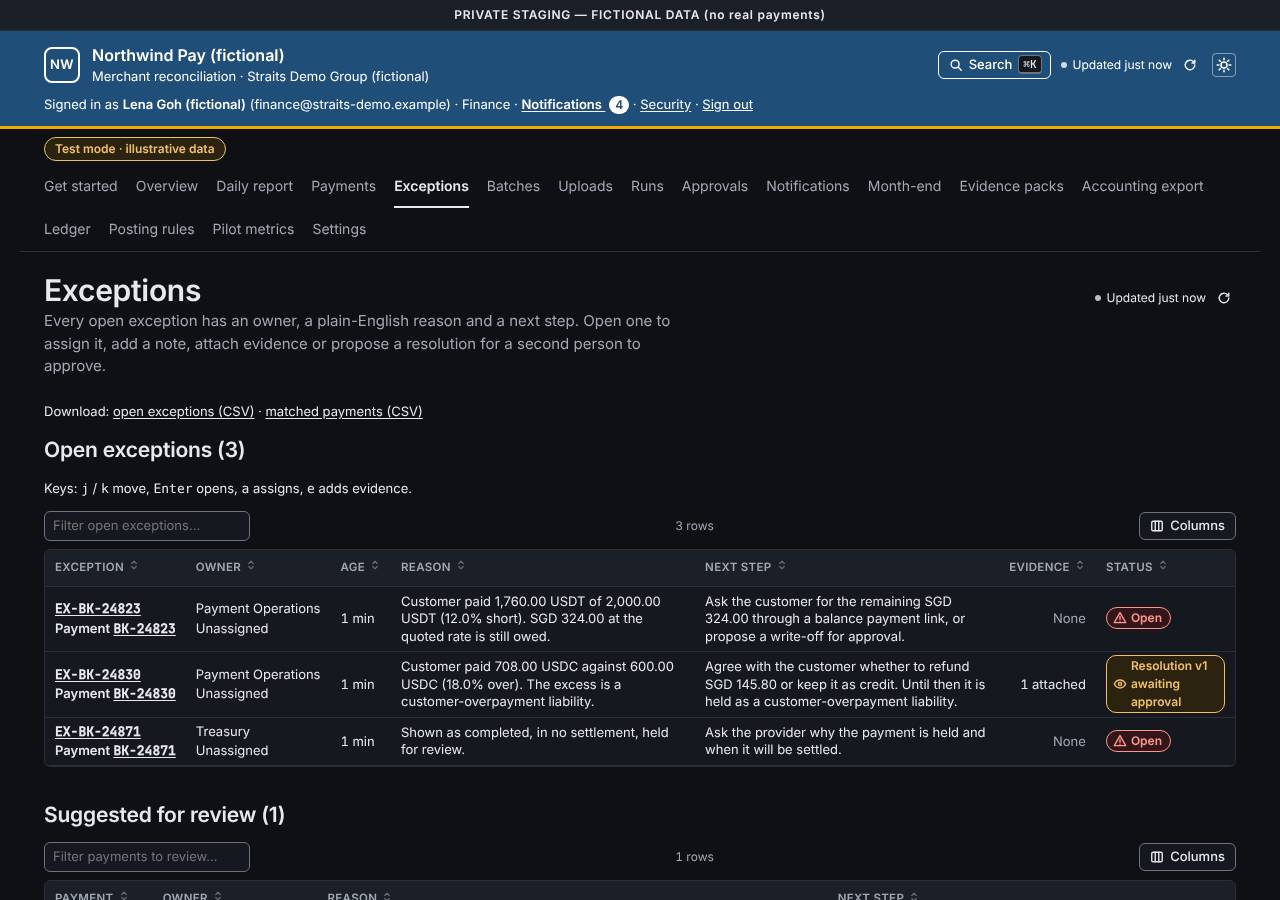 PRIVATE STAGING — FICTIONAL DATA (no real payments)
NW
Northwind Pay (fictional)
Merchant reconciliation · Straits Demo Group (fictional)
Search ⌘K
Updated just now
Signed in as Lena Goh (fictional) (finance@straits-demo.example) · Finance · Notifications 4 · Security · Sign out
Test mode · illustrative data
Get started Overview Daily report Payments Exceptions Batches Uploads Runs Approvals Notifications Month-end Evidence packs Accounting export
Ledger Posting rules Pilot metrics Settings
Exceptions
Updated just now
Every open exception has an owner, a plain-English reason and a next step. Open one to
assign it, add a note, attach evidence or propose a resolution for a second person to
approve.
Download: open exceptions (CSV) · matched payments (CSV)
Open exceptions (3)
Keys: j / k move, Enter opens, a assigns, e adds evidence.
Filter open exceptions...
3 rows
Columns
EXCEPTION OWNER AGE REASON NEXT STEP EVIDENCE STATUS
EX-BK-24823
Payment BK-24823
Payment Operations
Unassigned
1 min
Customer paid 1,760.00 USDT of 2,000.00
USDT (12.0% short). SGD 324.00 at the
quoted rate is still owed.
Ask the customer for the remaining SGD
324.00 through a balance payment link, or
propose a write-off for approval.
None
Open
EX-BK-24830
Payment BK-24830
Payment Operations
Unassigned
1 min
Customer paid 708.00 USDC against 600.00
USDC (18.0% over). The excess is a
customer-overpayment liability.
Agree with the customer whether to refund
SGD 145.80 or keep it as credit. Until then it is
held as a customer-overpayment liability.
1 attached
Resolution v1
awaiting
approval
EX-BK-24871
Payment BK-24871
Treasury
Unassigned
1 min
Shown as completed, in no settlement, held
for review.
Ask the provider why the payment is held and
when it will be settled.
None
Open
Suggested for review (1)
Filter payments to review...
1 rows
Columns
PAYMENT OWNER REASON NEXT STEP